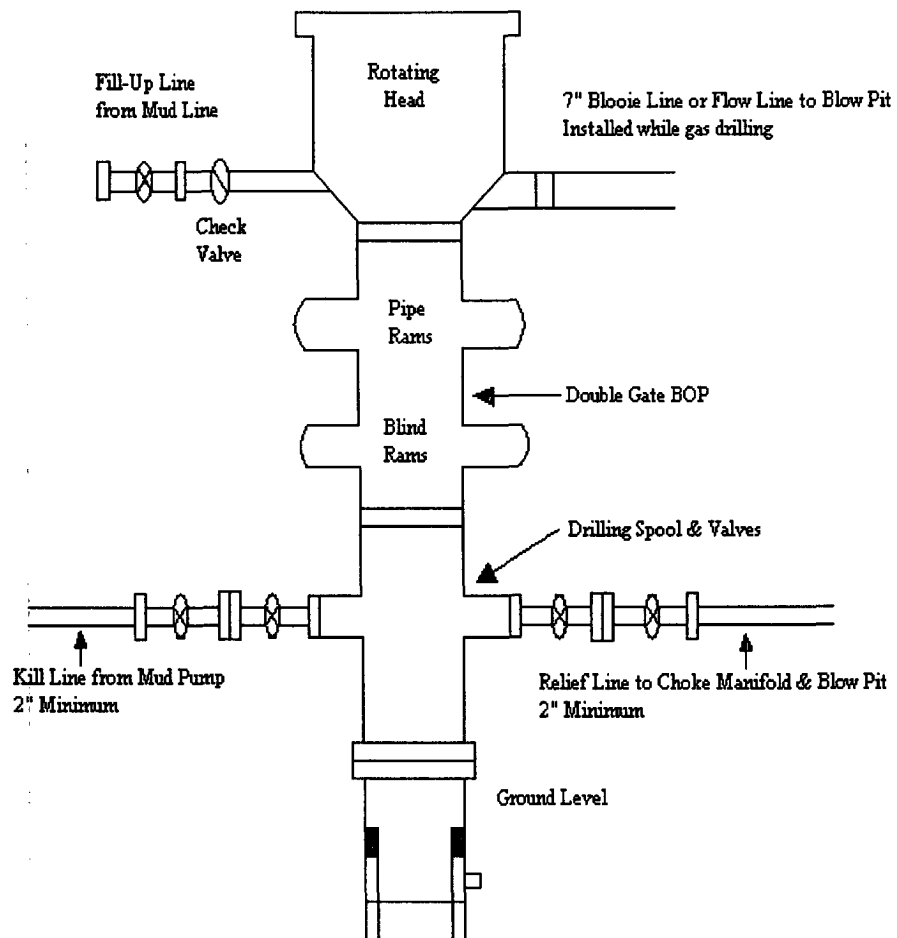 Rotating
Head
Fill-Up Line
from Mud Line
7" Blooie Line or Flow Line to Blow Pit
Installed while gas drilling
Check
Valve
Pipe
Rams
Double Gate BOP
Blind
Rams
Drilling Spool & Valves
Kill Line from Mud Pump
2" Minimum
Relief Line to Choke Manifold & Blow Pit
2" Minimum
Ground Level